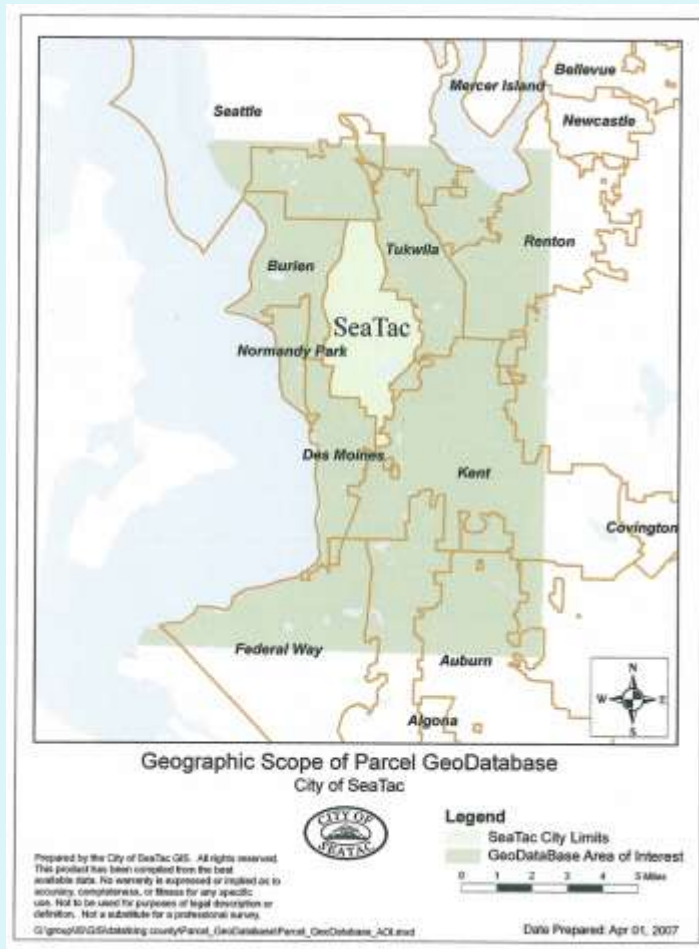 Bellevue
Mercer Island
Seattle
Newcastle
Renton
Tukwila
Burien
SeaTac
Normandy Park
Des Moines
Kent
Covington
Federal Way
Auburn
Algona
N
W E
S
Geographic Scope of Parcel GeoDatabase
City of SeaTac
CITY OF
SEATAC
Legend
SeaTac City Limits
GeoDataBase Area of Interest
0 1 2 3 4 5 Miles
Prepared by the City of SeaTac GIS. All rights reserved.
This product has been compiled from the best
available data. No warranty is expressed or implied as to
accuracy, completeness, or fitness for any specific
use. Not to be used for purposes of legal description or
definition. Not a substitute for a professional survey.
Date Prepared: Apr 01, 2007